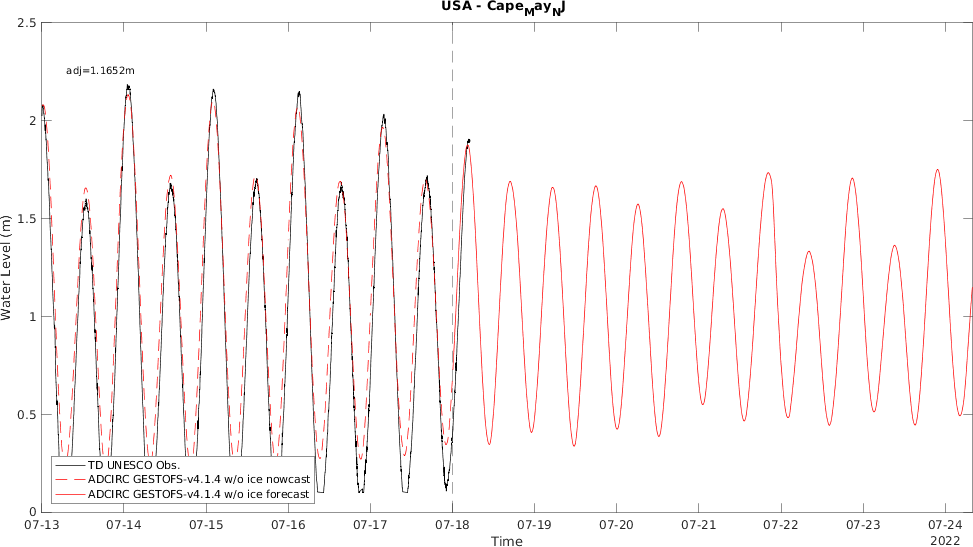 USA - Cape_May_NJ
2.5
adj=1.1652m
2
1.5
Water Level (m)
1
0.5
TD UNESCO Obs.
ADCIRC GESTOFS-v4.1.4 w/o ice nowcast
ADCIRC GESTOFS-v4.1.4 w/o ice forecast
0
07-13 07-14 07-15 07-16 07-17 07-18 07-19 07-20 07-21 07-22 07-23 07-24
Time
2022